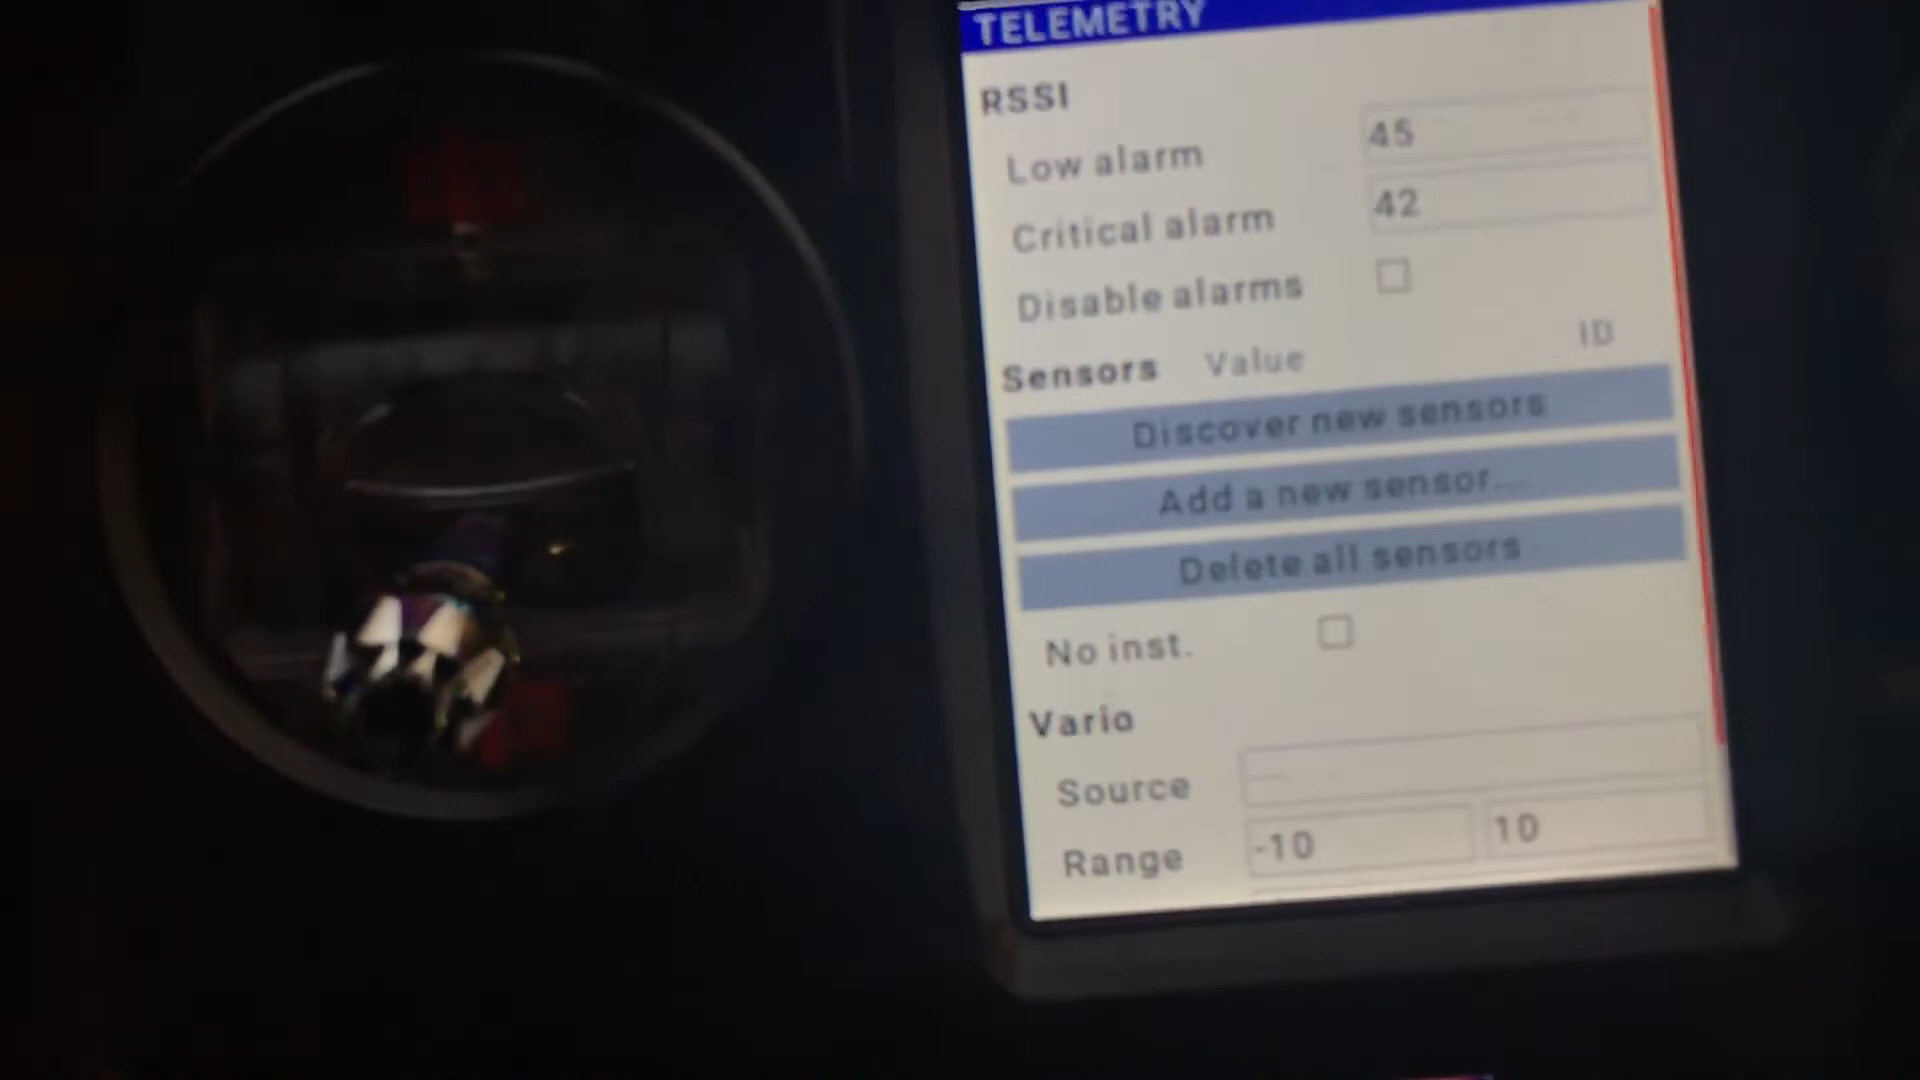 TELEMETRY
RSSI
Low alarm 45
Critical alarm 42
Disable alarms
Sensors Value ID
Discover new sensors
Add a new sensor...
Delete all sensors
No inst.
Vario
Source
Range -10 10